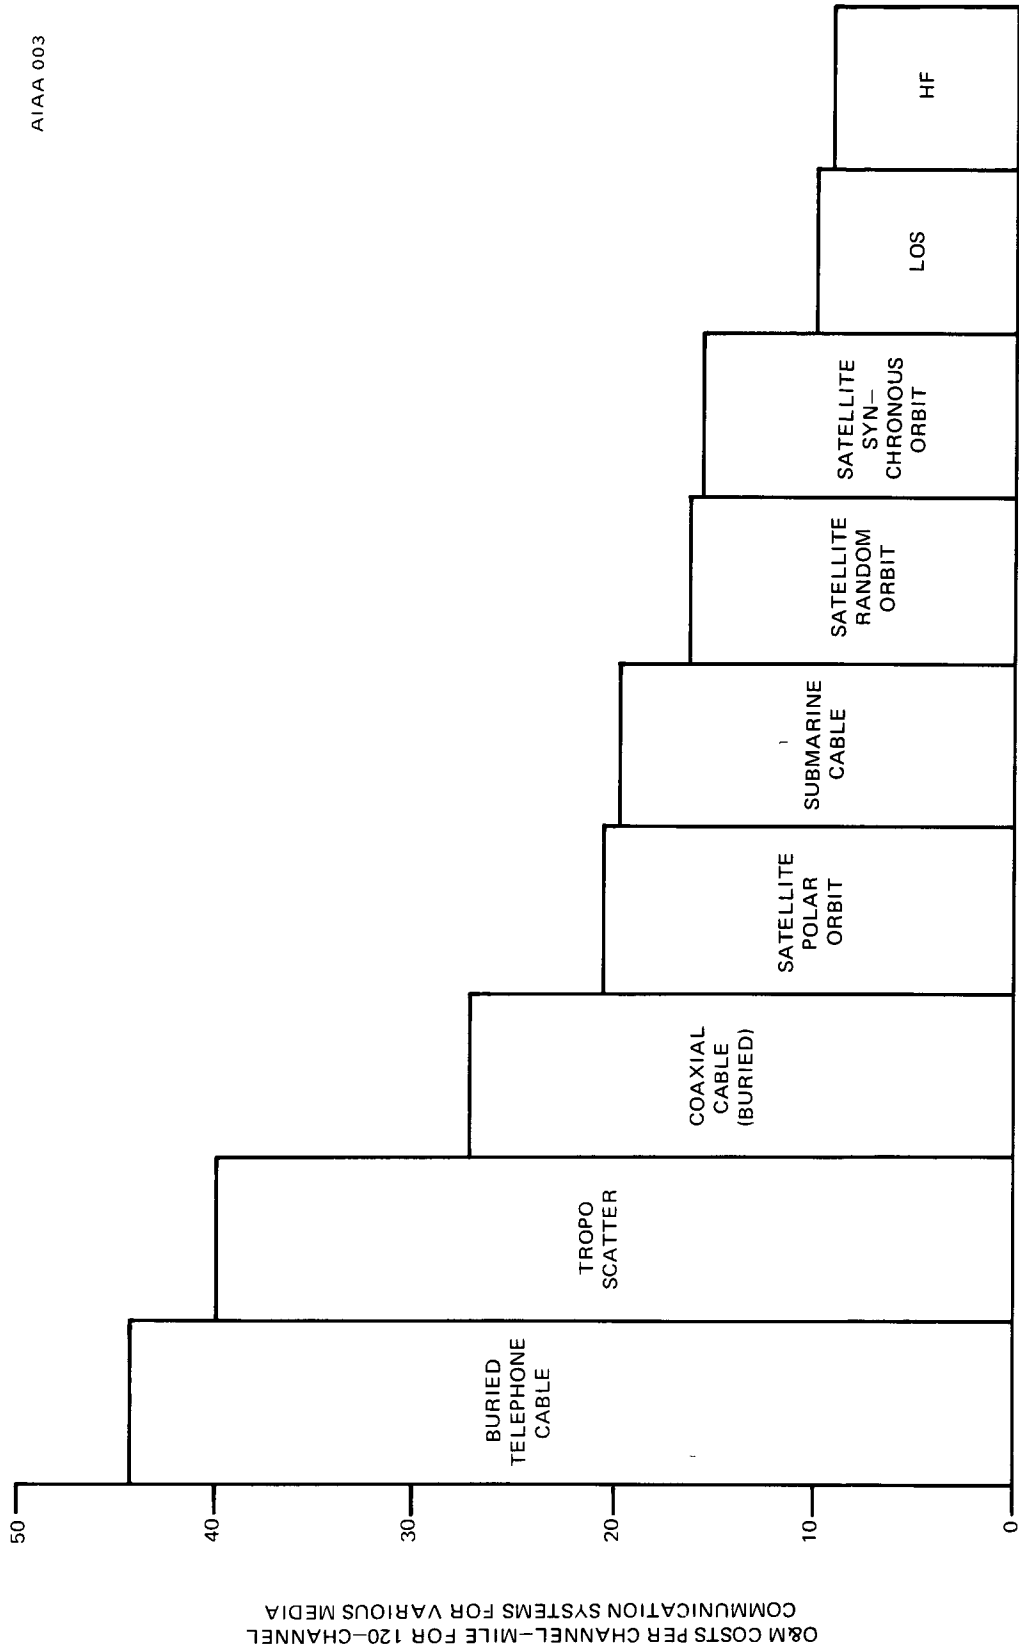 AIAA 003
O&M COSTS PER CHANNEL–MILE FOR 120–CHANNEL
COMMUNICATION SYSTEMS FOR VARIOUS MEDIA
50
40
30
20
10
0
BURIED
TELEPHONE
CABLE
TROPO
SCATTER
COAXIAL
CABLE
(BURIED)
SATELLITE
POLAR
ORBIT
SUBMARINE
CABLE
SATELLITE
RANDOM
ORBIT
SATELLITE
SYN–
CHRONOUS
ORBIT
LOS
HF